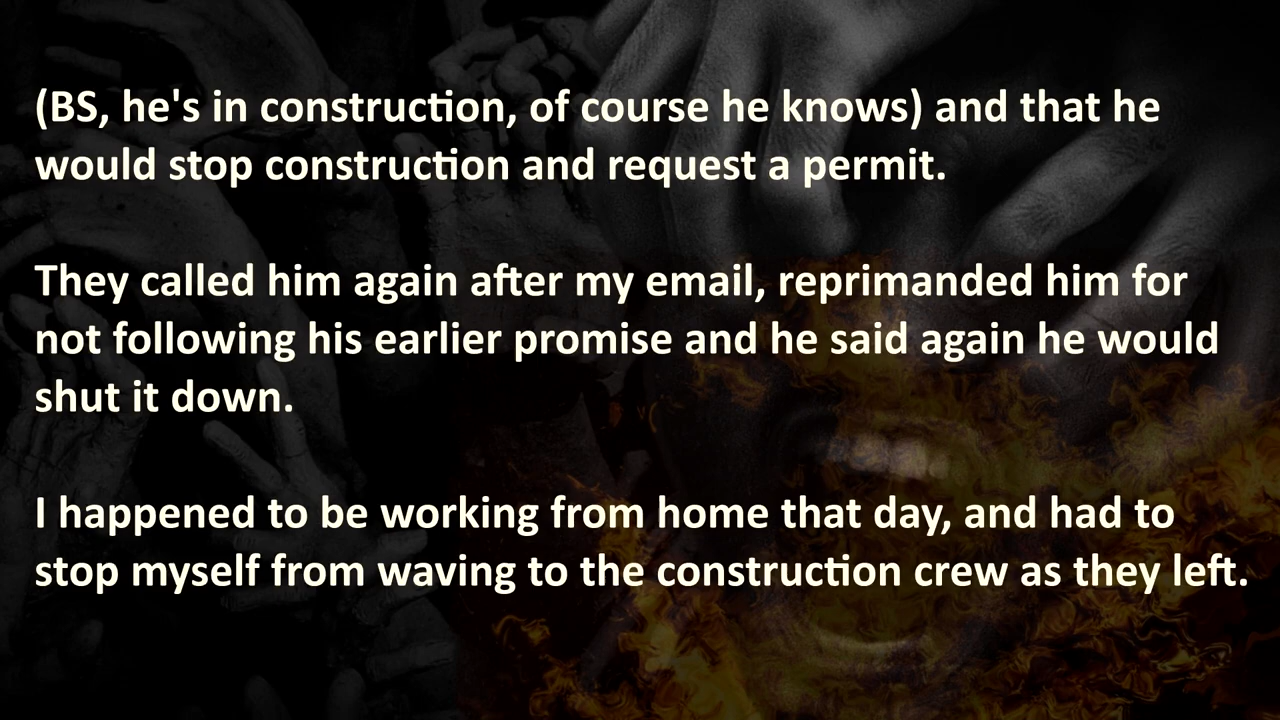 (BS, he's in construction, of course he knows) and that he
would stop construction and request a permit.
They called him again after my email, reprimanded him for
not following his earlier promise and he said again he would
shut it down.
I happened to be working from home that day, and had to
stop myself from waving to the construction crew as they left.